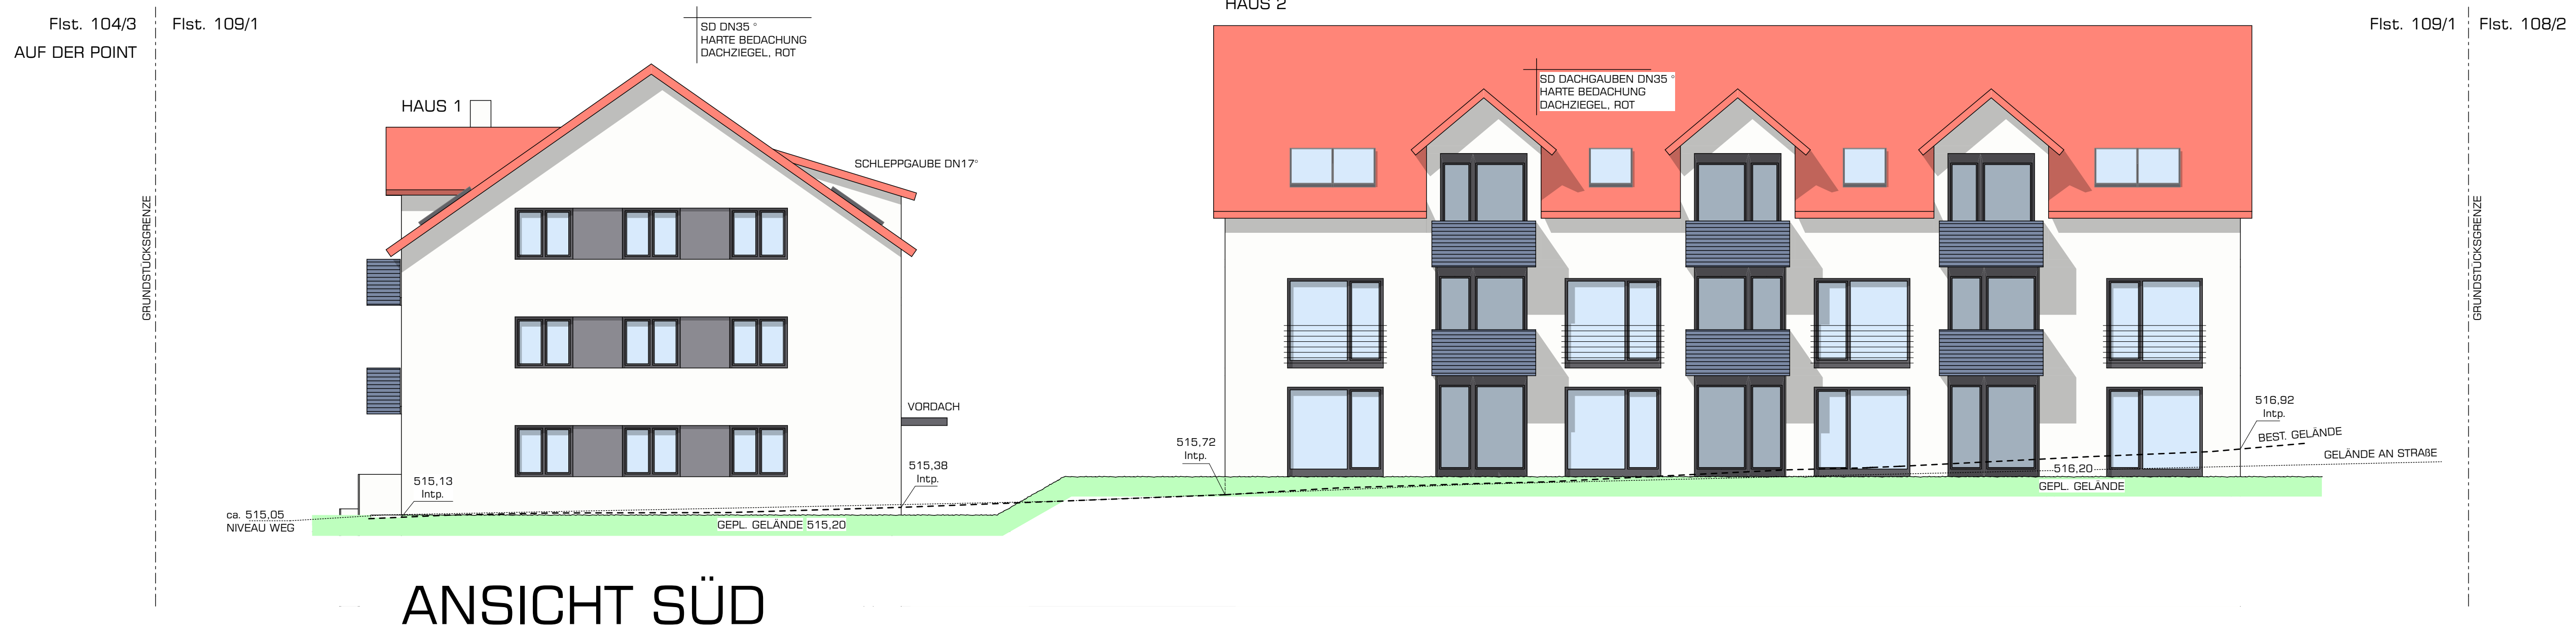 Flst. 104/3
AUF DER POINT
Flst. 109/1
GRUNDSTÜCKSGRENZE
SD DN35 °
HARTE BEDACHUNG
DACHZIEGEL, ROT
HAUS 1
SCHLEPPGAUBE DN17°
VORDACH
515,13
Intp.
515,38
Intp.
ca. 515,05
NIVEAU WEG
GEPL. GELÄNDE 515,20
HAUS 2
SD DACHGAUBEN DN35 °
HARTE BEDACHUNG
DACHZIEGEL, ROT
515,72
Intp.
516,92
Intp.
BEST. GELÄNDE
GELÄNDE AN STRAßE
516,20
GEPL. GELÄNDE
Flst. 109/1
Flst. 108/2
GRUNDSTÜCKSGRENZE
ANSICHT SÜD